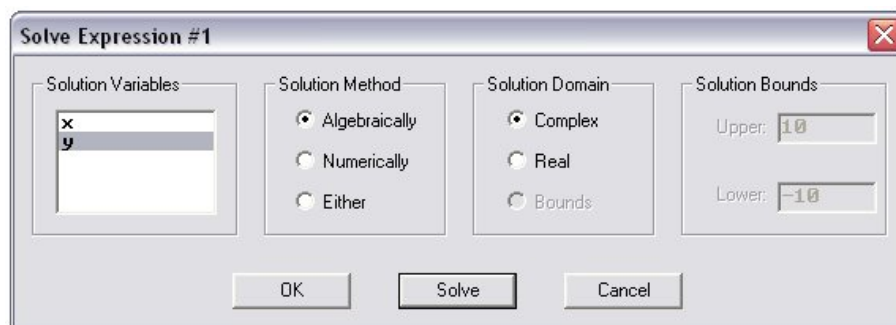 Solve Expression #1
Solution Variables
x
y
Solution Method
Algebraically
Numerically
Either
Solution Domain
Complex
Real
Bounds
Solution Bounds
Upper: 10
Lower: -10
OK
Solve
Cancel